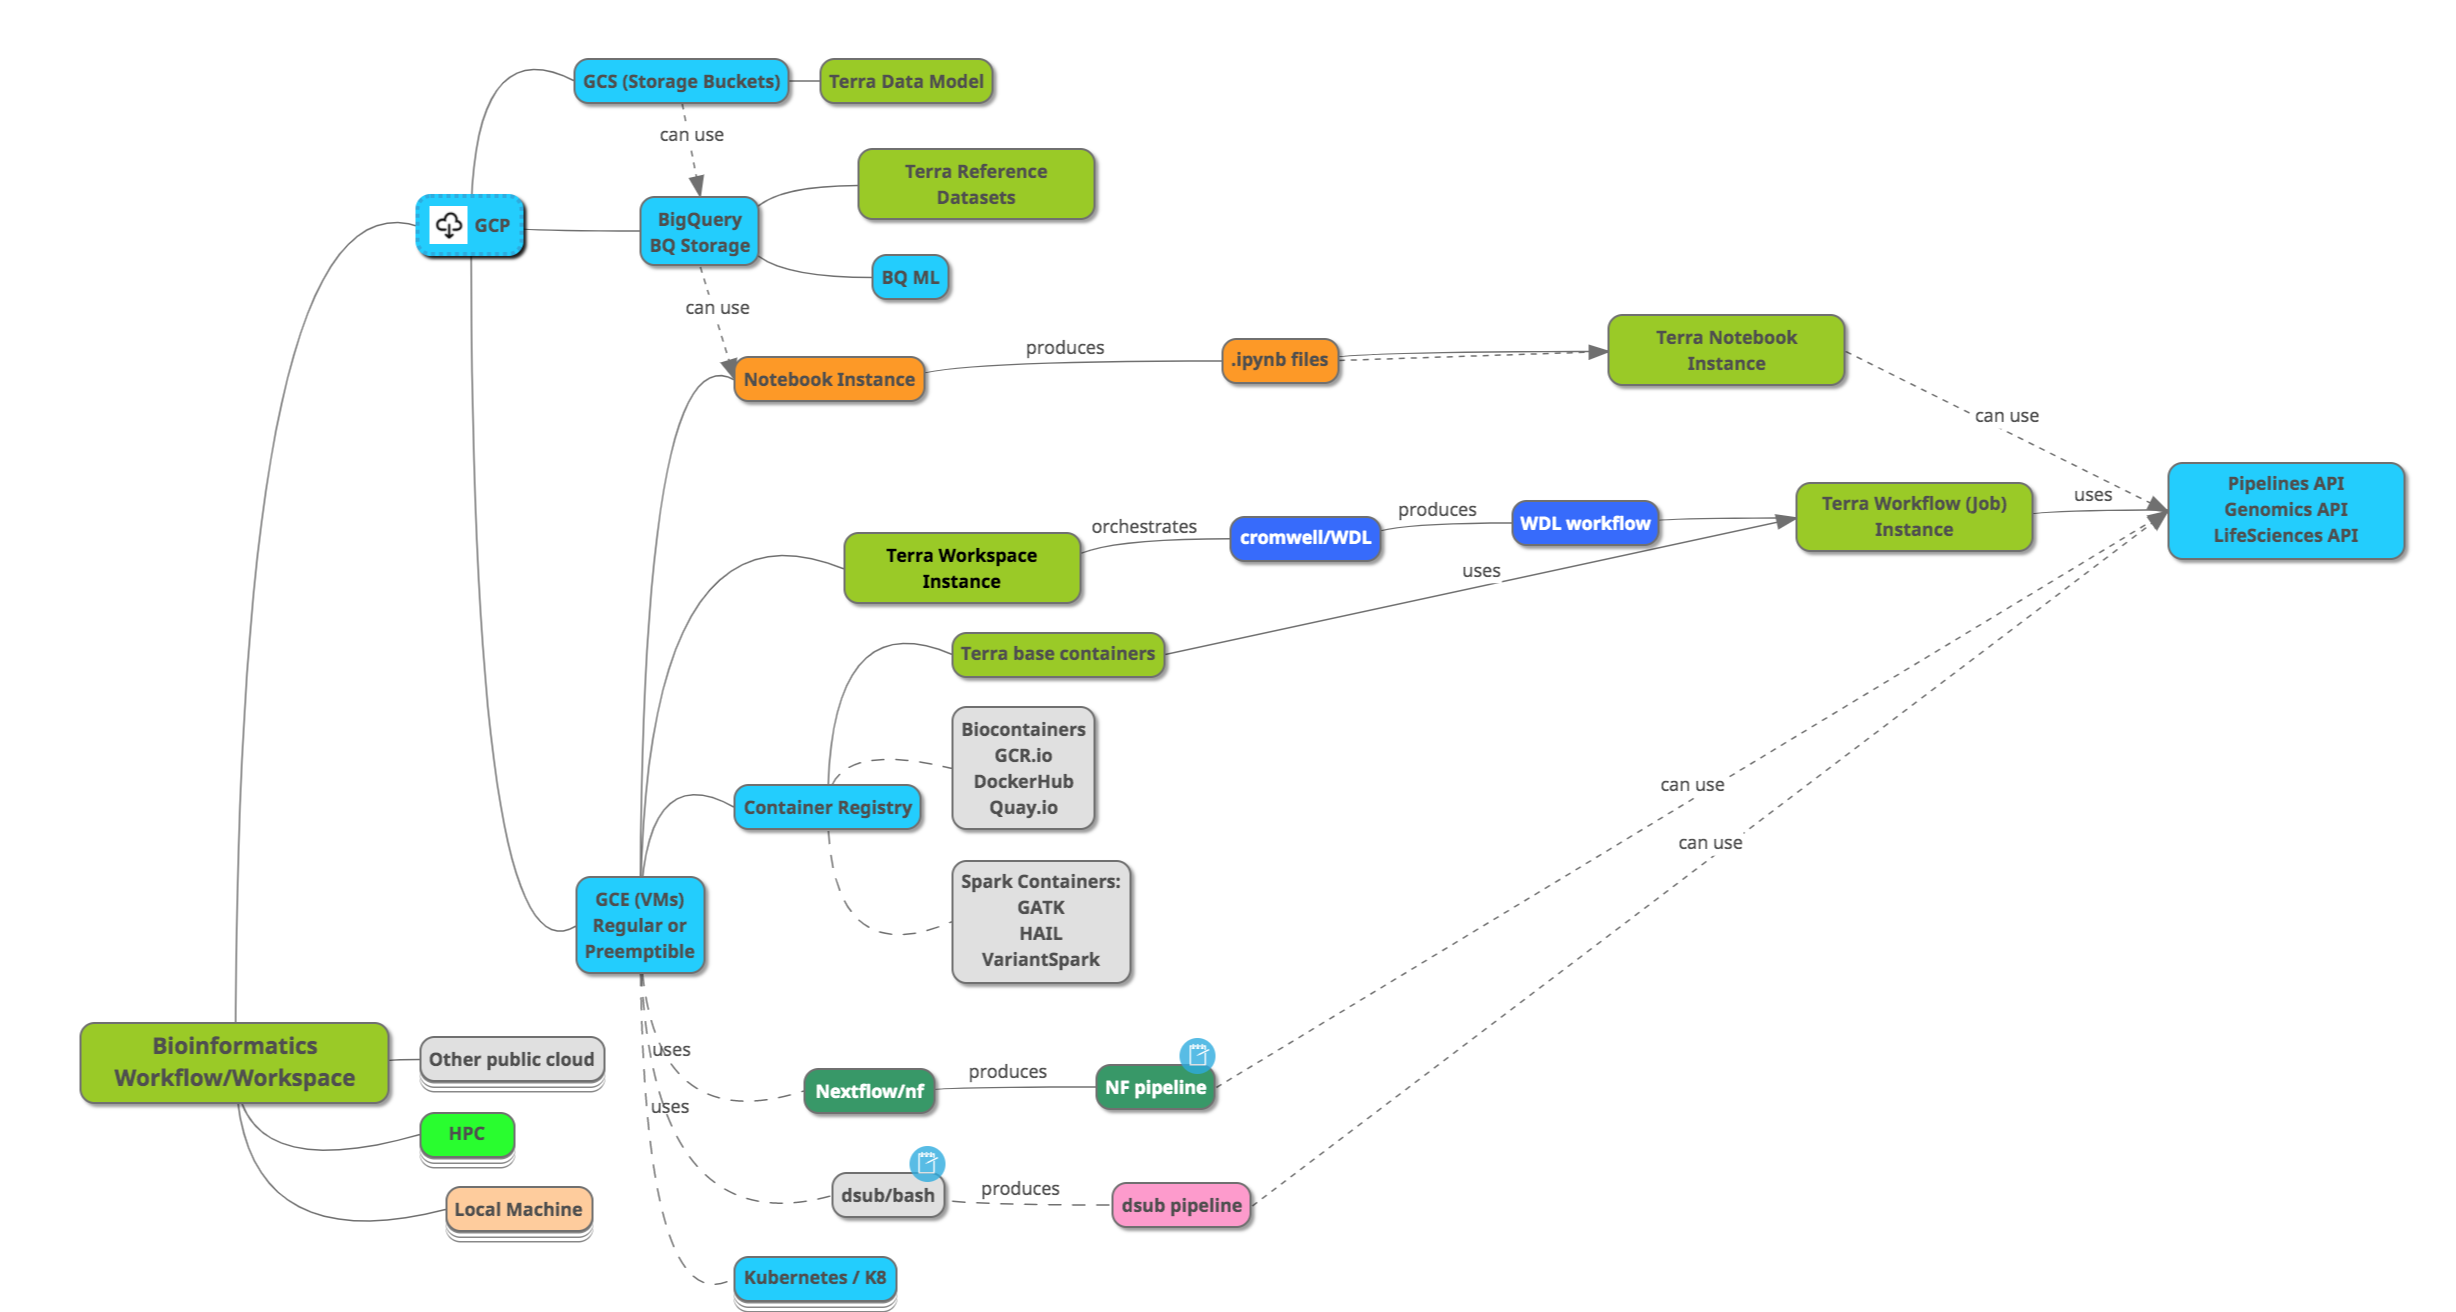 GCS (Storage Buckets)
Terra Data Model
can use
Terra Reference
Datasets
GCP
BigQuery
BQ Storage
BQ ML
can use
Notebook Instance
produces
.ipynb files
Terra Notebook
Instance
can use
Pipelines API
Genomics API
LifeSciences API
Terra Workspace
Instance
orchestrates
cromwell/WDL
produces
WDL workflow
Terra Workflow (Job)
Instance
uses
uses
Terra base containers
Biocontainers
GCR.io
DockerHub
Quay.io
Container Registry
Spark Containers:
GATK
HAIL
VariantSpark
can use
can use
GCE (VMs)
Regular or
Preemptible
Bioinformatics
Workflow/Workspace
Other public cloud
HPC
Local Machine
uses
Nextflow/nf
produces
NF pipeline
uses
dsub/bash
produces
dsub pipeline
Kubernetes / K8